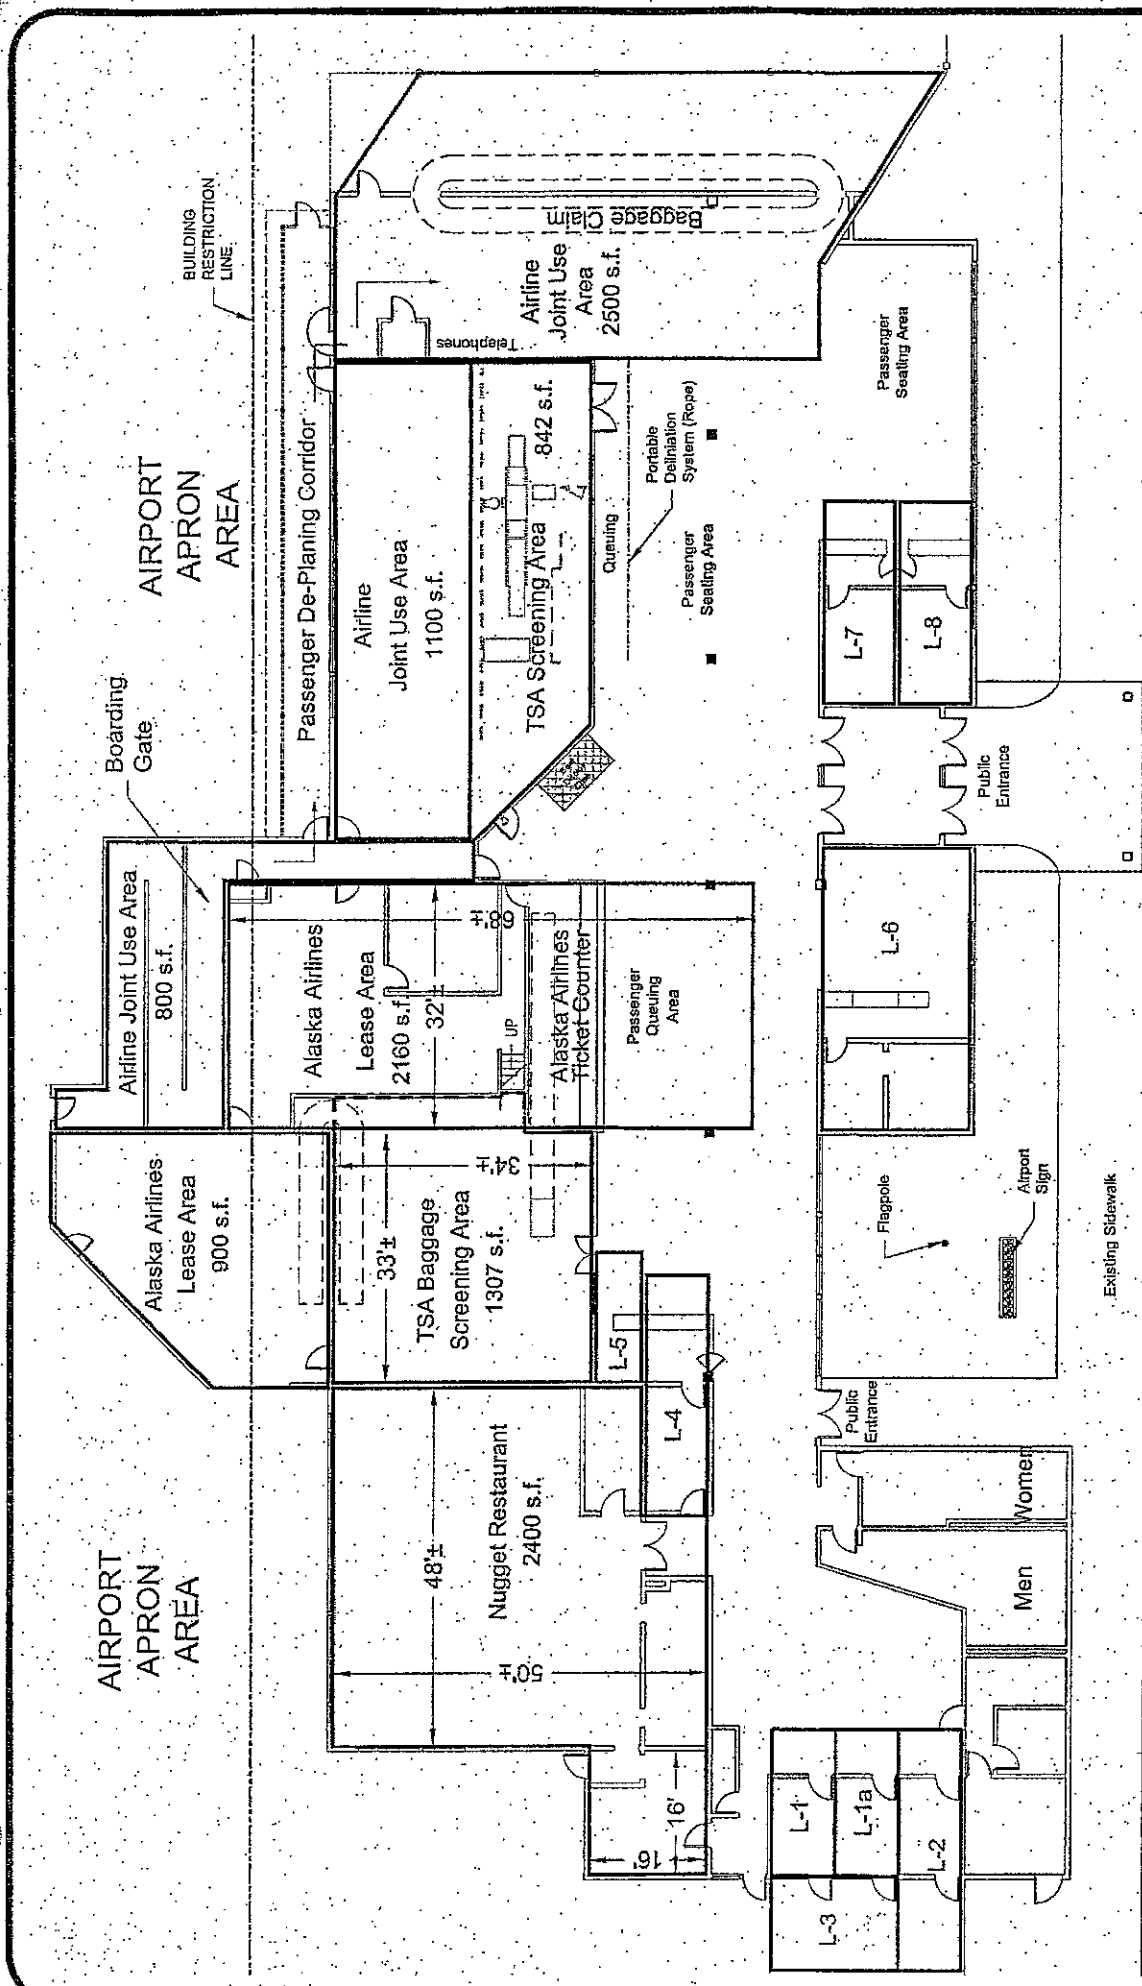 AIRPORT
APRON
AREA
AIRPORT
APRON
AREA
BUILDING
RESTRICTION
LINE
Boarding
Gate
Passenger De-Planing Corridor
Airline Joint Use Area
800 s.f.
Alaska Airlines
Lease Area
900 s.f.
Alaska Airlines
Lease Area
2160 s.f.
32'±
68'±
UP
Alaska Airlines
Ticket Counter
Passenger
Queuing
Area
Airline
Joint Use Area
1100 s.f.
TSA Screening Area
842 s.f.
Telephones
Airline
Joint Use
Area
2500 s.f.
Baggage Claim
Queuing
Portable
Deliniation
System (Rope)
Passenger
Seating Area
Passenger
Seating Area
33'±
34'±
TSA Baggage
Screening Area
1307 s.f.
Nugget Restaurant
2400 s.f.
48'±
50'±
16'
16'
L-5
L-4
L-7
L-8
L-6
Public
Entrance
Flagpole
Airport
Sign
Existing Sidewalk
Public
Entrance
Women
Men
L-1
L-1a
L-2
L-3